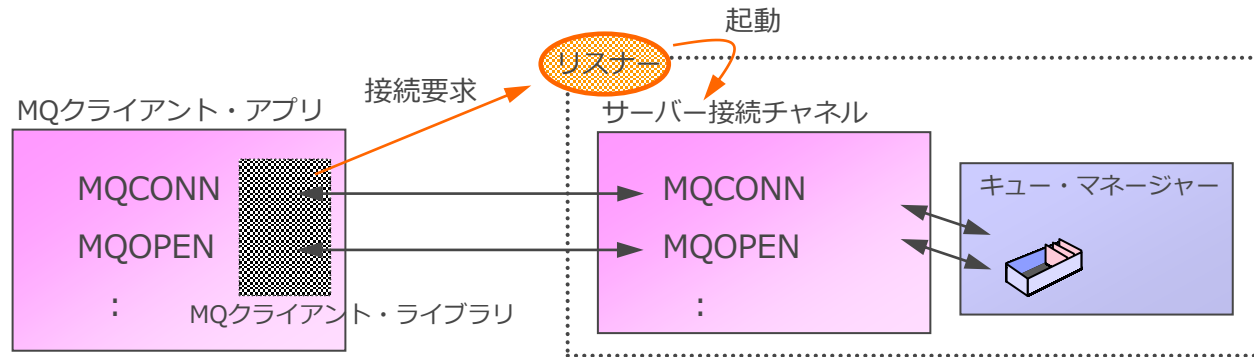 起動
リスナー
接続要求
MQクライアント・アプリ
サーバー接続チャネル
MQCONN
MQOPEN
:
MQクライアント・ライブラリ
MQCONN
MQOPEN
:
キュー・マネージャー